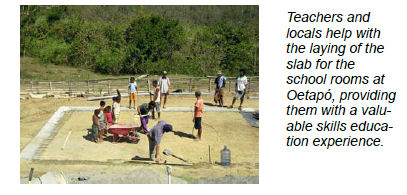 Teachers and
locals help with
the laying of the
slab for the
school rooms at
Oetapó, providing
them with a valu-
able skills educa-
tion experience.